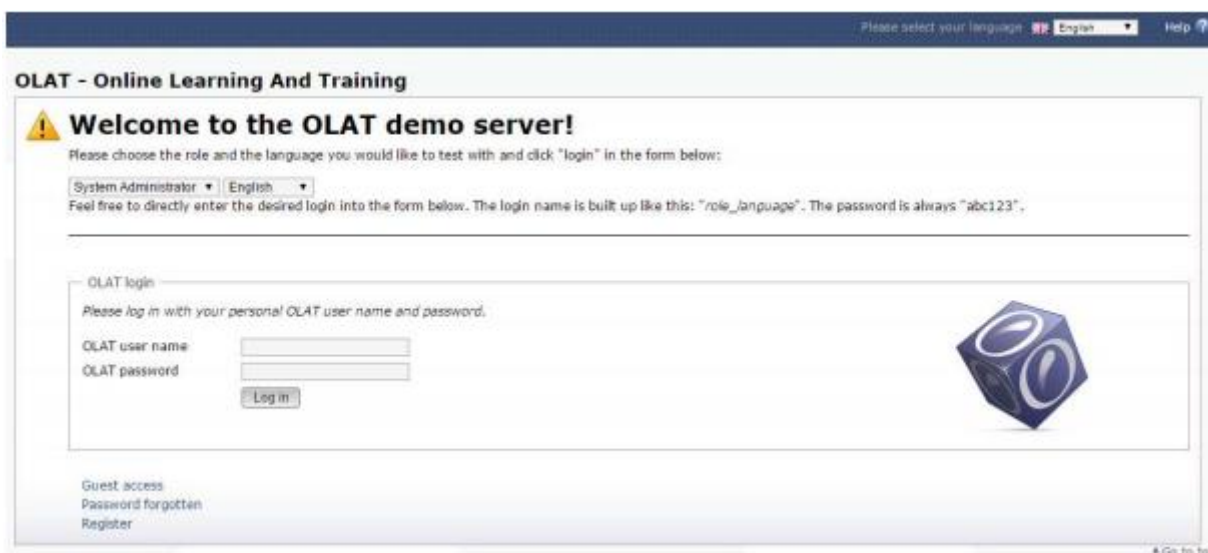 Please select your language English Help
OLAT - Online Learning And Training
Welcome to the OLAT demo server!
Please choose the role and the language you would like to test with and click "login" in the form below:
System Administrator English
Feel free to directly enter the desired login into the form below. The login name is built up like this: "role_language". The password is always "abc123".
OLAT login
Please log in with your personal OLAT user name and password.
OLAT user name
OLAT password
Log in
Guest access
Password forgotten
Register
Go to to